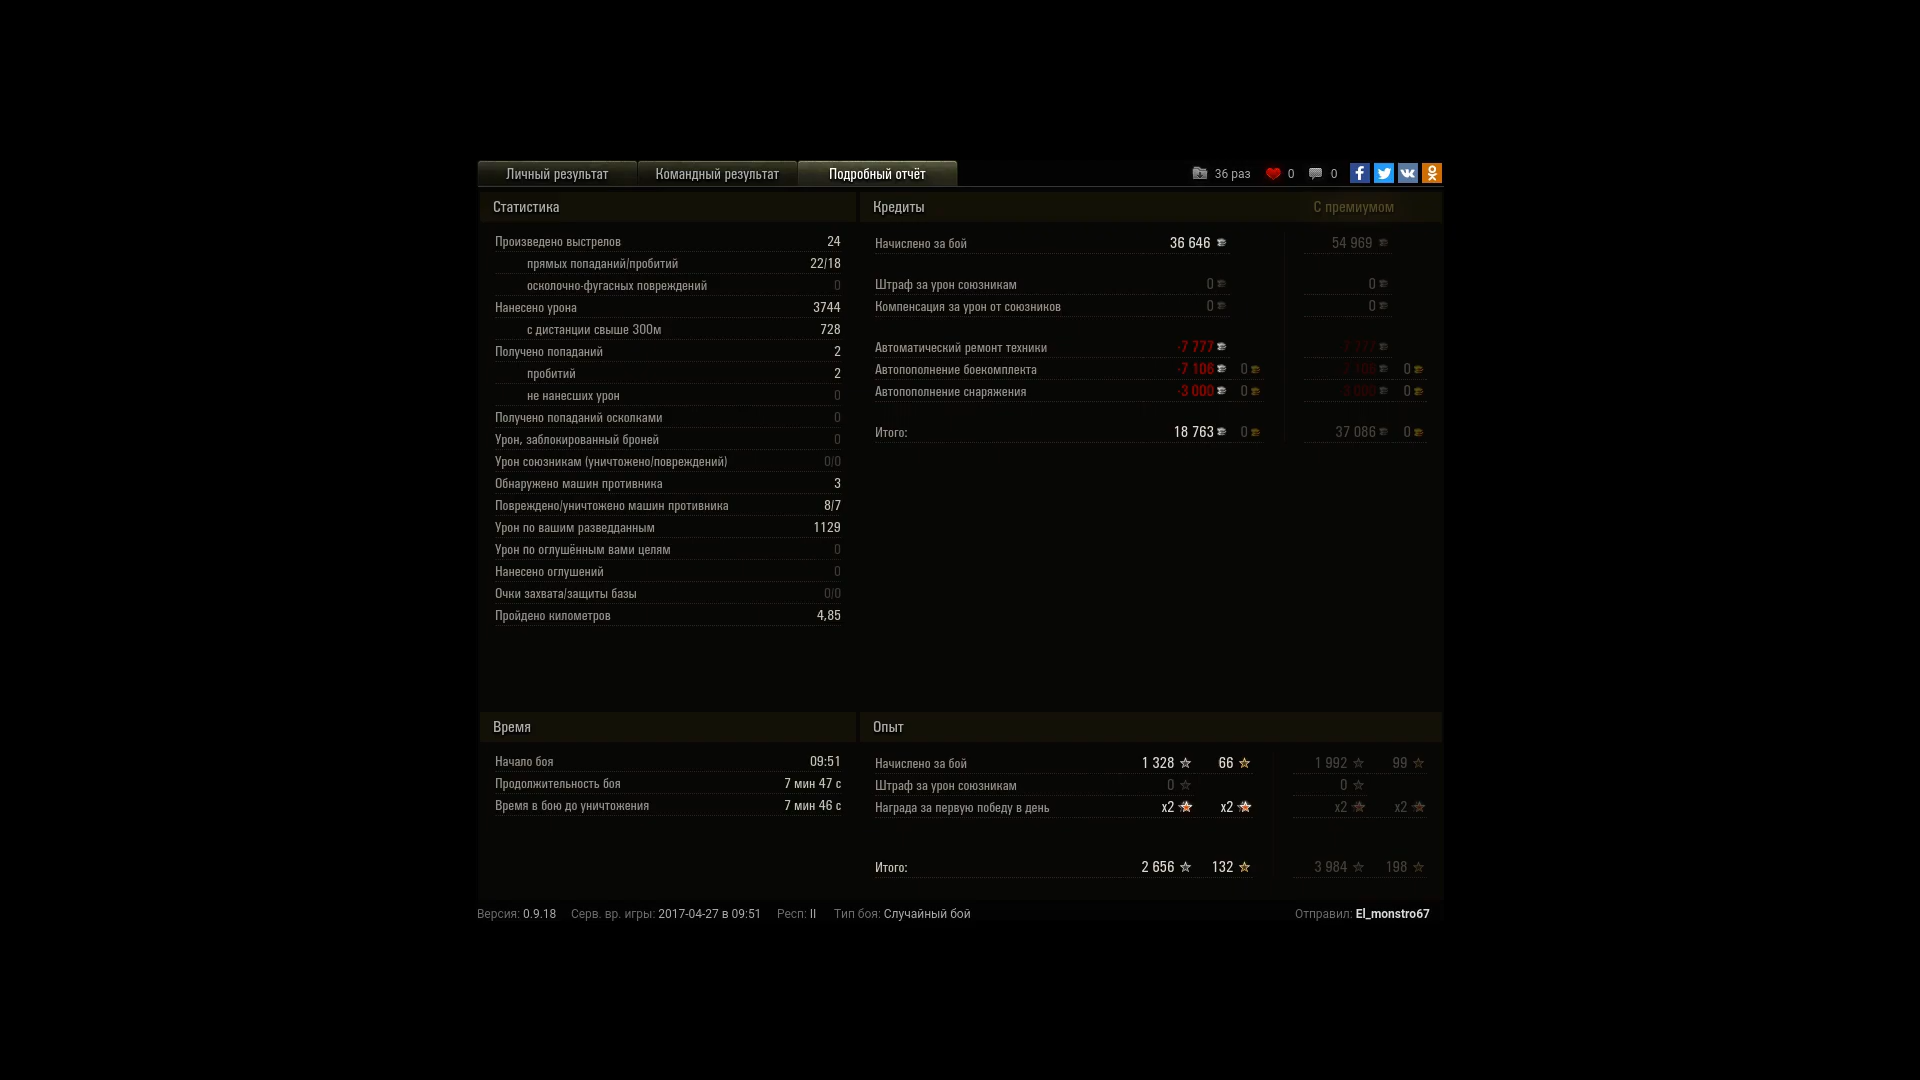 Личный результат Командный результат Подробный отчёт 36 раз 0 0
Статистика
Произведено выстрелов 24
прямых попаданий/пробитий 22/18
осколочно-фугасных повреждений 0
Нанесено урона 3744
с дистанции свыше 300м 728
Получено попаданий 2
пробитий 2
не нанесших урон 0
Получено попаданий осколками 0
Урон, заблокированный броней 0
Урон союзникам (уничтожено/повреждений) 0/0
Обнаружено машин противника 3
Повреждено/уничтожено машин противника 8/7
Урон по вашим разведданным 1129
Урон по оглушённым вами целям 0
Нанесено оглушений 0
Очки захвата/защиты базы 0/0
Пройдено километров 4,85
Кредиты С премиумом
Начислено за бой 36 646 54 969
Штраф за урон союзникам 0 0
Компенсация за урон от союзников 0 0
Автоматический ремонт техники -7 777 -7 777
Автопополнение боекомплекта -7 106 0 -7 106 0
Автопополнение снаряжения -3 000 0 -3 000 0
Итого: 18 763 0 37 086 0
Время
Начало боя 09:51
Продолжительность боя 7 мин 47 с
Время в бою до уничтожения 7 мин 46 с
Опыт
Начислено за бой 1 328 66 1 992 99
Штраф за урон союзникам 0 0
Награда за первую победу в день x2 x2 x2 x2
Итого: 2 656 132 3 984 198
Версия: 0.9.18 Серв. вр. игры: 2017-04-27 в 09:51 Респ: II Тип боя: Случайный бой Отправил: El_monstro67